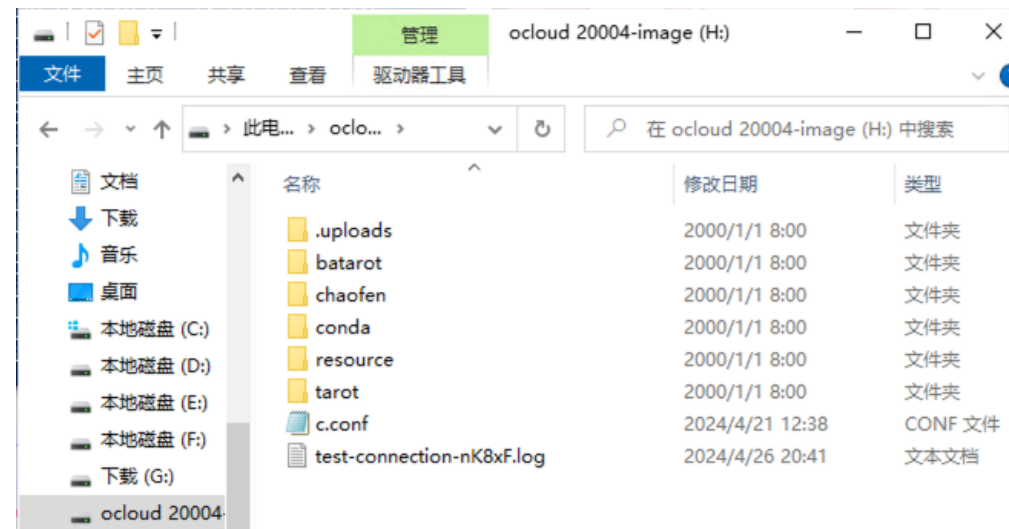 管理 ocloud 20004-image (H:)
文件 主页 共享 查看 驱动器工具
此电... oclo... 在 ocloud 20004-image (H:) 中搜索
名称 修改日期 类型
文档
下载
音乐
桌面
本地磁盘 (C:)
本地磁盘 (D:)
本地磁盘 (E:)
本地磁盘 (F:)
下载 (G:)
ocloud 20004-
.uploads 2000/1/1 8:00 文件夹
batarot 2000/1/1 8:00 文件夹
chaofen 2000/1/1 8:00 文件夹
conda 2000/1/1 8:00 文件夹
resource 2000/1/1 8:00 文件夹
tarot 2000/1/1 8:00 文件夹
c.conf 2024/4/21 12:38 CONF 文件
test-connection-nK8xF.log 2024/4/26 20:41 文本文档